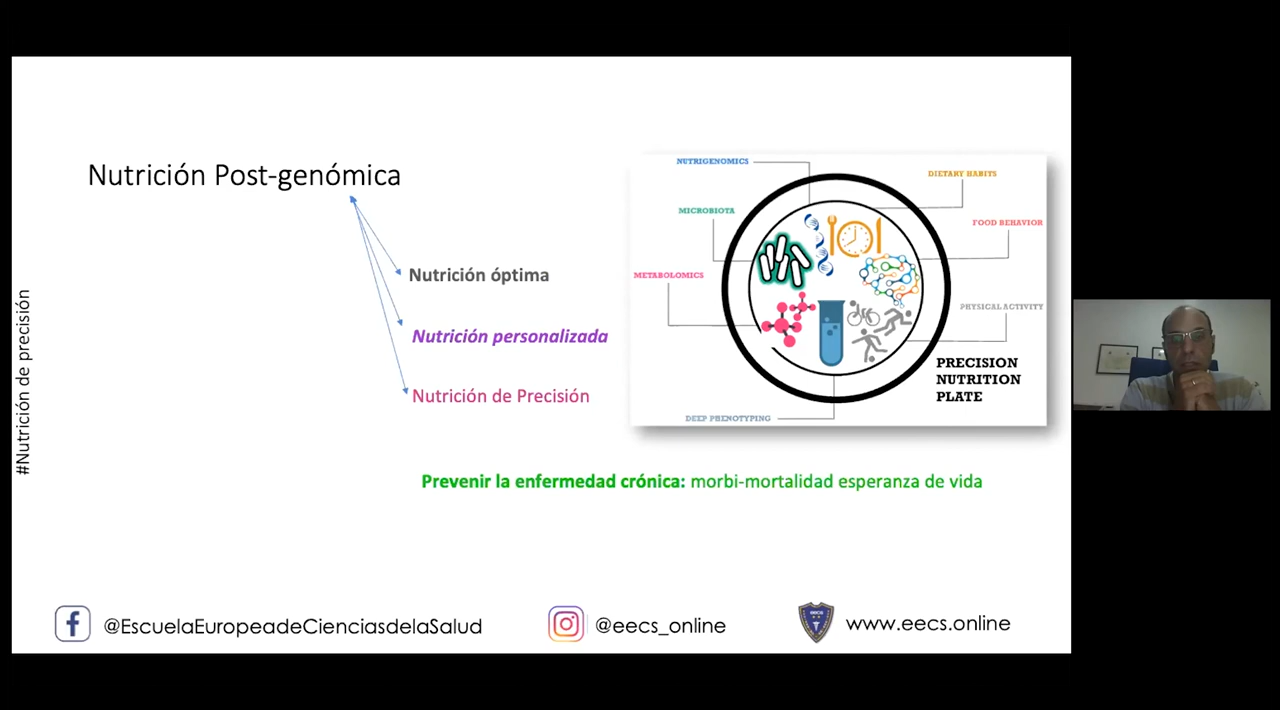 Nutrición Post-genómica
Nutrición óptima
Nutrición personalizada
Nutrición de Precisión
#Nutrición de precisión
NUTRIGENOMICS
DIETARY HABITS
MICROBIOTA
FOOD BEHAVIOR
METABOLOMICS
PHYSICAL ACTIVITY
PRECISION
NUTRITION
PLATE
DEEP PHENOTYPING
Prevenir la enfermedad crónica: morbi-mortalidad esperanza de vida
@EscuelaEuropeadeCienciasdelaSalud
@eecs_online
eecs
www.eecs.online